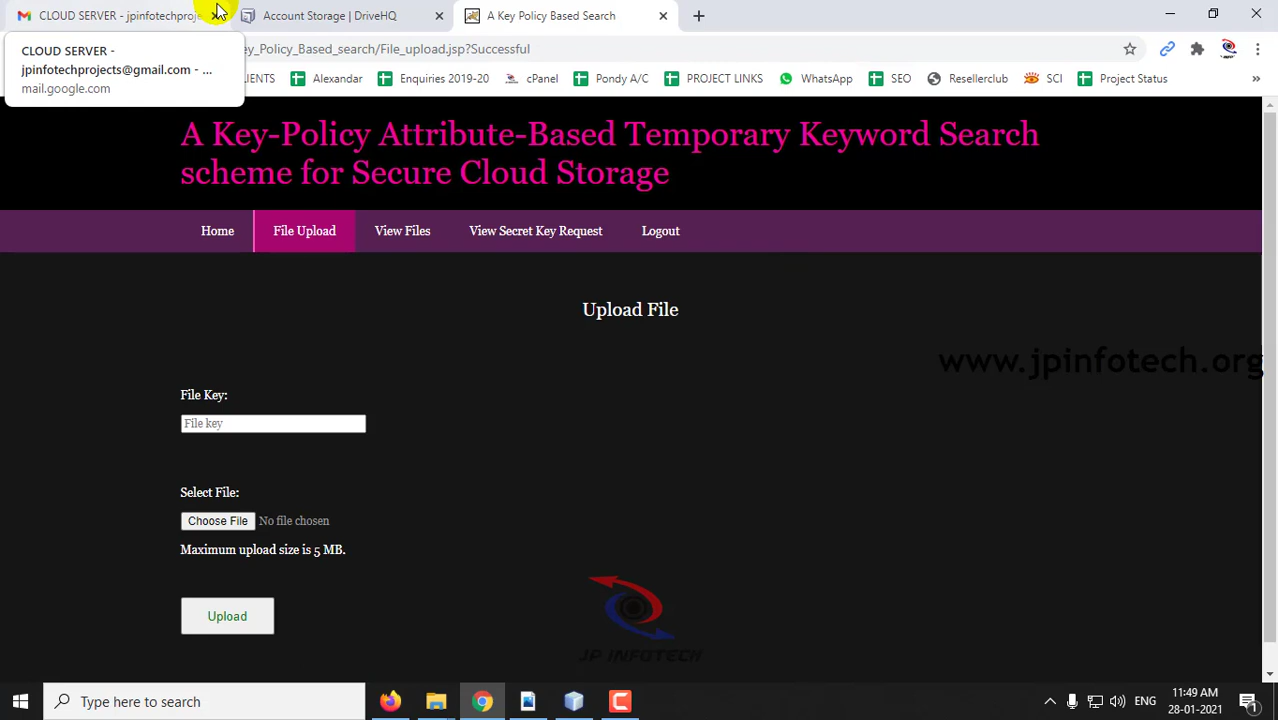 CLOUD SERVER - jpinfotechproje
Account Storage | DriveHQ
A Key Policy Based Search
CLOUD SERVER -
jpinfotechprojects@gmail.com - ...
mail.google.com
ey_Policy_Based_search/File_upload.jsp?Successful
IENTS
Alexandar
Enquiries 2019-20
cPanel
Pondy A/C
PROJECT LINKS
WhatsApp
SEO
Resellerclub
SCI
Project Status
A Key-Policy Attribute-Based Temporary Keyword Search
scheme for Secure Cloud Storage
Home
File Upload
View Files
View Secret Key Request
Logout
Upload File
www.jpinfotech.org
File Key:
File key
Select File:
Choose File No file chosen
Maximum upload size is 5 MB.
Upload
JP INFOTECH
Type here to search
ENG
11:49 AM
28-01-2021
1